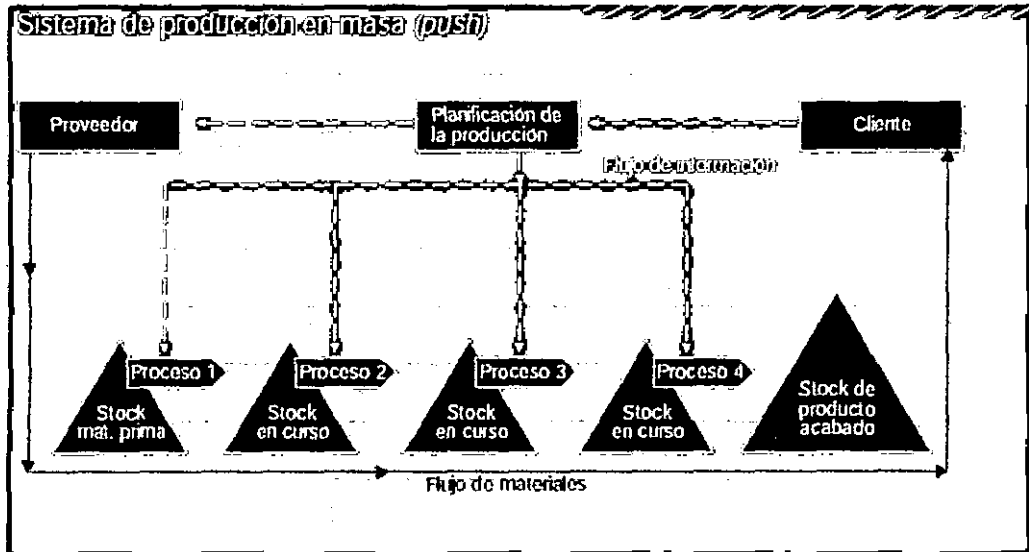 Sistema de producción en masa (push)
Proveedor
Planificación de
la producción
Cliente
Flujo de información
Proceso 1
Proceso 2
Proceso 3
Proceso 4
Stock
mat. prima
Stock
en curso
Stock
en curso
Stock
en curso
Stock de
producto
acabado
Flujo de materiales